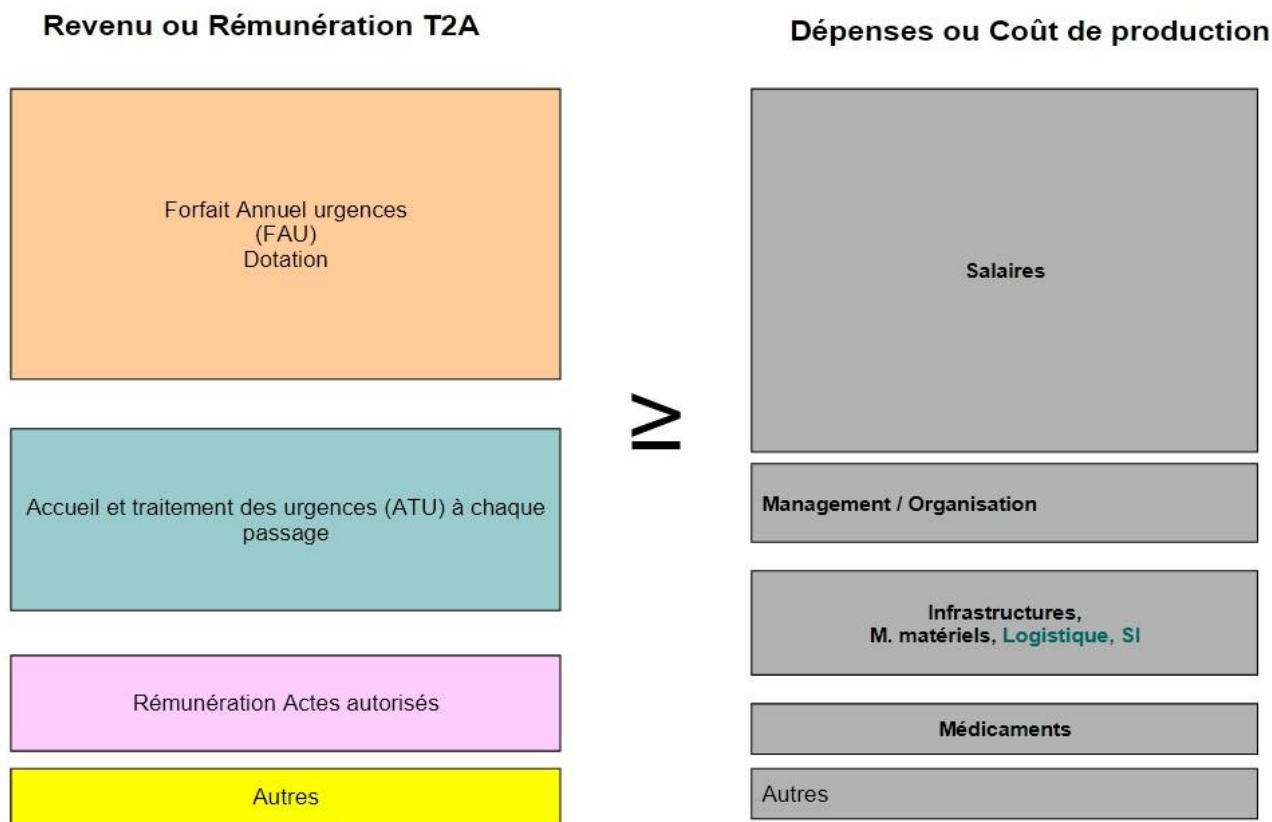 Revenu ou Rémunération T2A
Forfait Annuel urgences
(FAU)
Dotation
Accueil et traitement des urgences (ATU) à chaque
passage
Rémunération Actes autorisés
Autres
≥
Dépenses ou Coût de production
Salaires
Management / Organisation
Infrastructures,
M. matériels, Logistique, SI
Médicaments
Autres